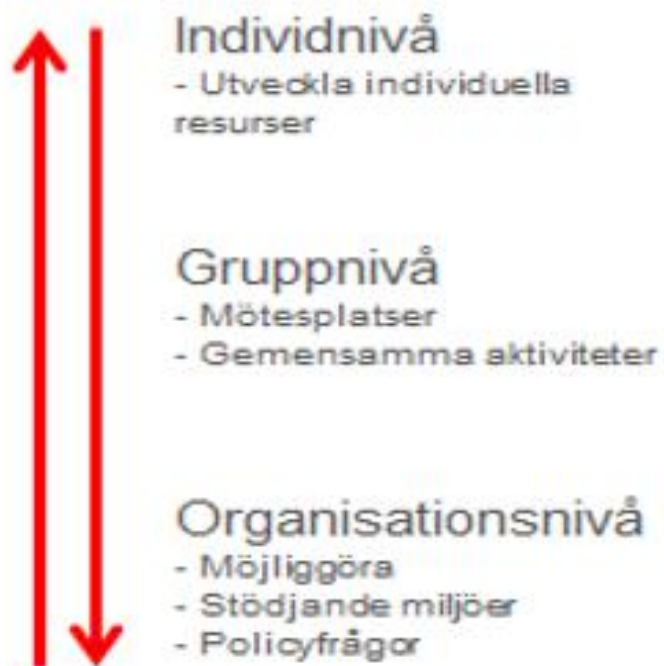 Individnivå
- Utveckla individuella
resurser
Gruppnivå
- Mötesplatser
- Gemensamma aktiviteter
Organisationsnivå
- Möjliggöra
- Stödjande miljöer
- Policyfrågor